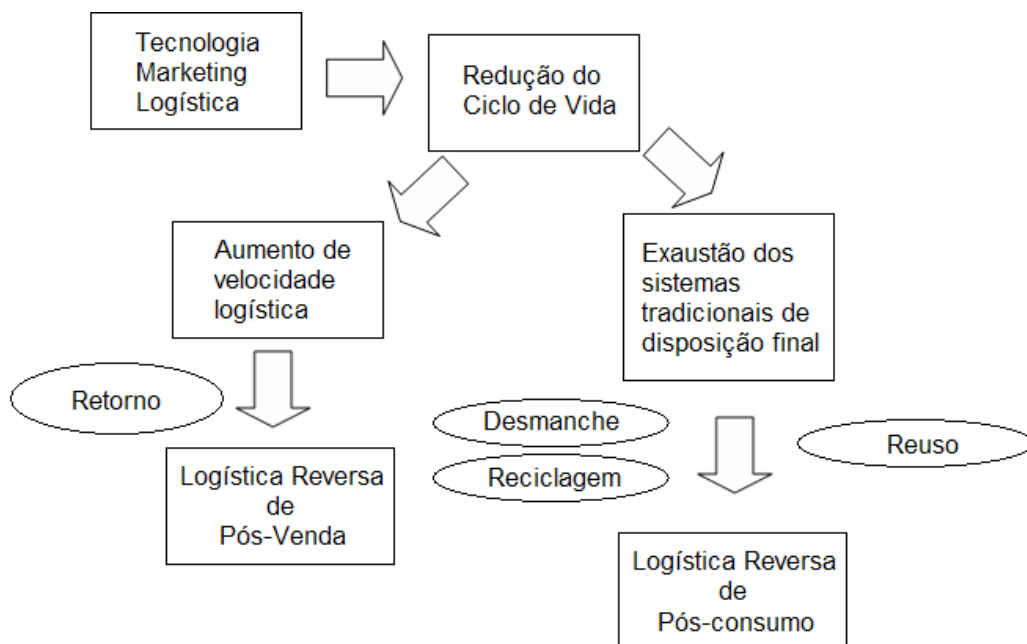 Tecnologia
Marketing
Logística
Redução do
Ciclo de Vida
Aumento de
velocidade
logística
Exaustão dos
sistemas
tradicionais de
disposição final
Retorno
Desmanche
Reciclagem
Reuso
Logística Reversa
de
Pós-Venda
Logística Reversa
de
Pós-consumo